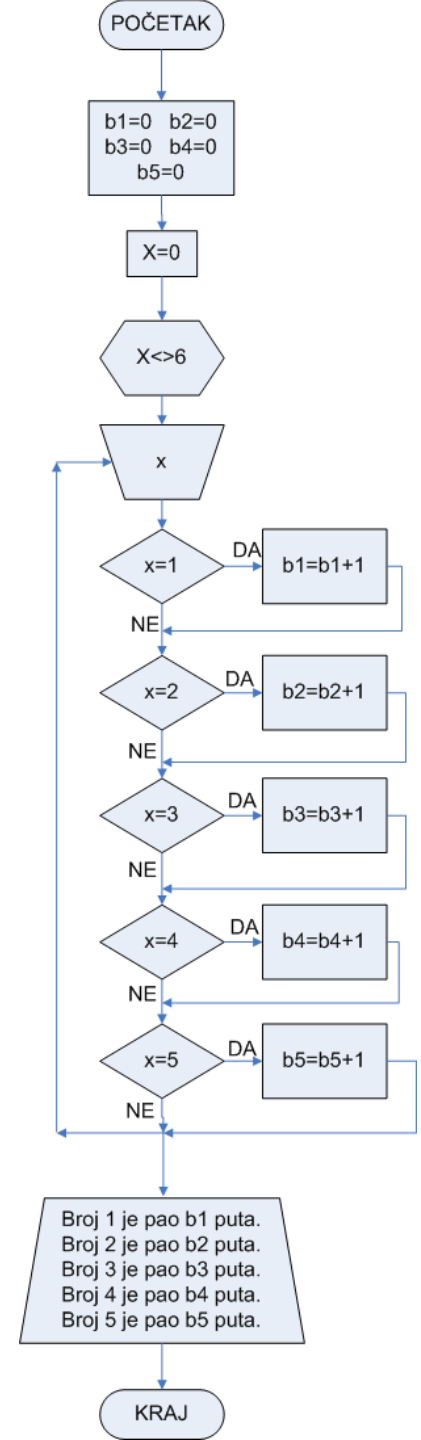 POČETAK
b1=0 b2=0
b3=0 b4=0
b5=0
X=0
X<>6
x
x=1
DA
b1=b1+1
NE
x=2
DA
b2=b2+1
NE
x=3
DA
b3=b3+1
NE
x=4
DA
b4=b4+1
NE
x=5
DA
b5=b5+1
NE
Broj 1 je pao b1 puta.
Broj 2 je pao b2 puta.
Broj 3 je pao b3 puta.
Broj 4 je pao b4 puta.
Broj 5 je pao b5 puta.
KRAJ